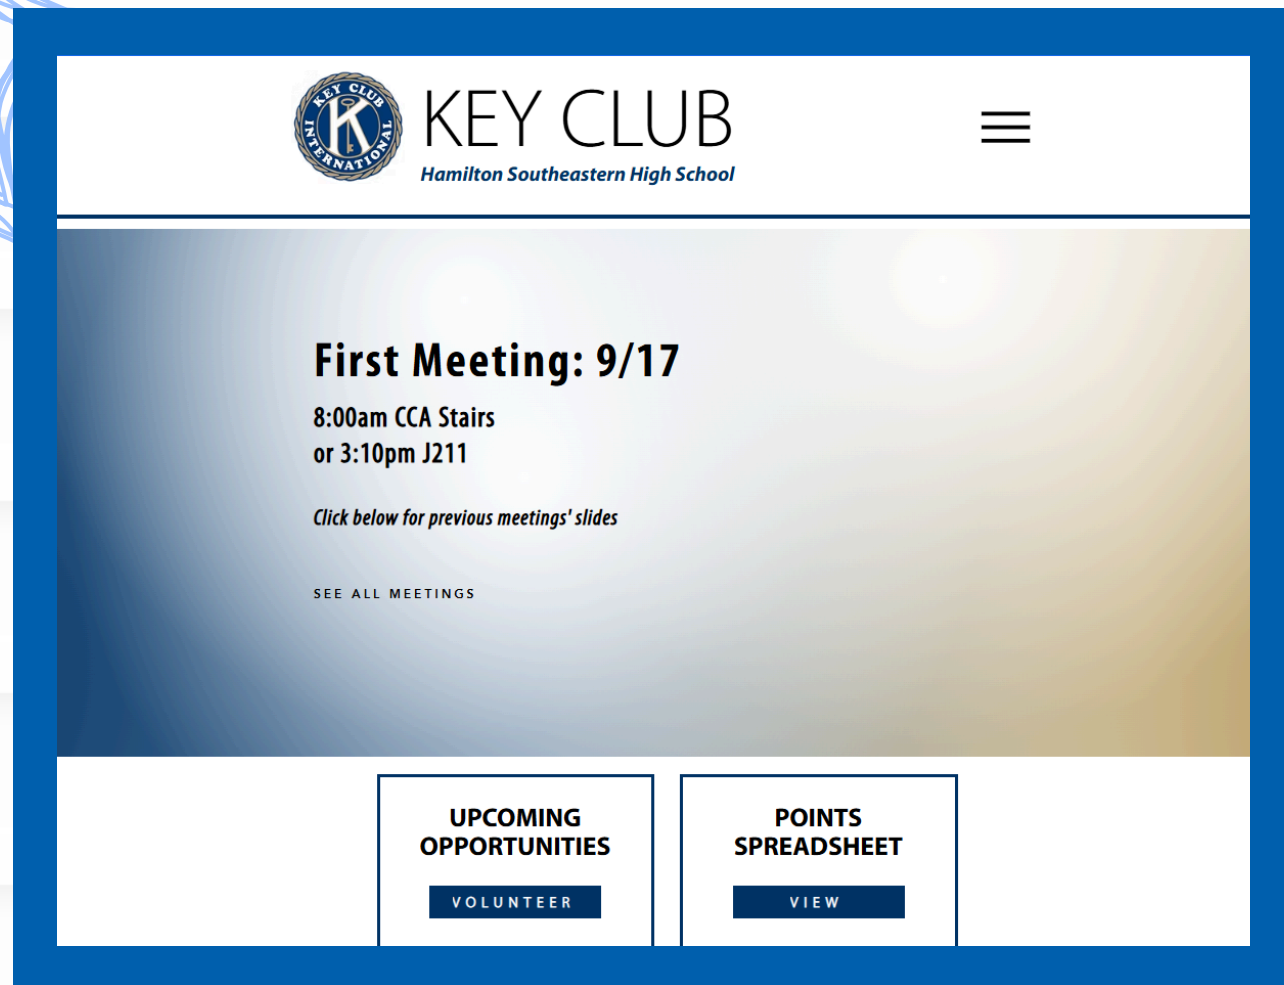 KEY CLUB
INTERNATIONAL
K
KEY CLUB
Hamilton Southeastern High School
First Meeting: 9/17
8:00am CCA Stairs
or 3:10pm J211
Click below for previous meetings' slides
SEE ALL MEETINGS
UPCOMING
OPPORTUNITIES
VOLUNTEER
POINTS
SPREADSHEET
VIEW